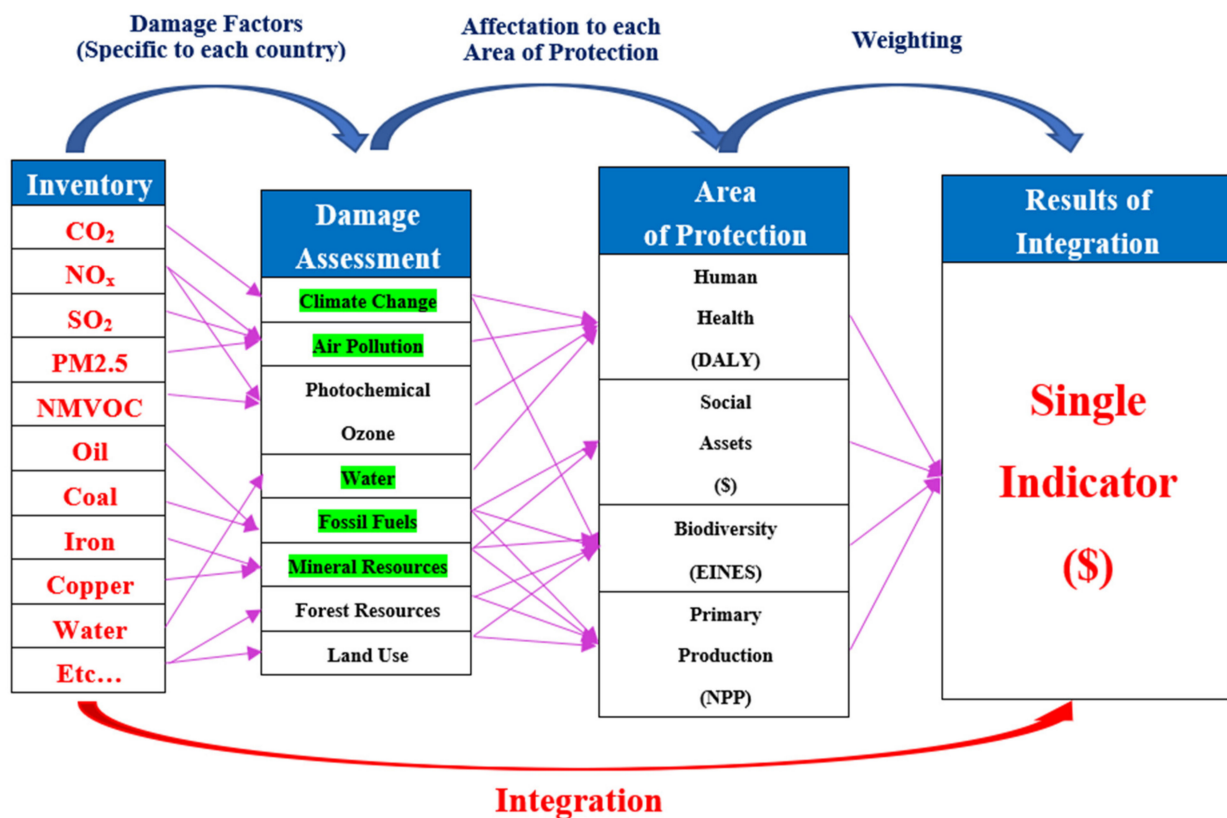 Damage Factors
(Specific to each country)
Affectation to each
Area of Protection
Weighting
Inventory
CO₂
NOₓ
SO₂
PM2.5
NMVOC
Oil
Coal
Iron
Copper
Water
Etc…
Damage
Assessment
Climate Change
Air Pollution
Photochemical
Ozone
Water
Fossil Fuels
Mineral Resources
Forest Resources
Land Use
Area
of Protection
Human
Health
(DALY)
Social
Assets
($)
Biodiversity
(EINES)
Primary
Production
(NPP)
Results of
Integration
Single
Indicator
($)
Integration